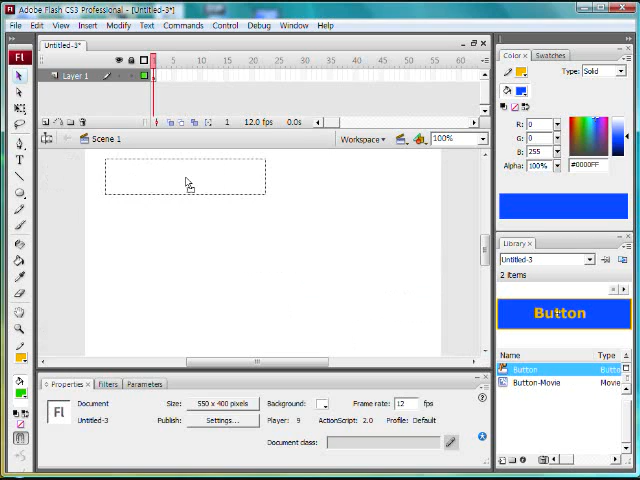 Adobe Flash CS3 Professional - [Untitled-3*]
File Edit View Insert Modify Text Commands Control Debug Window Help
Untitled-3*
5 10 15 20 25 30 35 40 45 50 55 60
Layer 1
1 12.0 fps 0.0s
Scene 1 Workspace 100%
Fl
Properties Filters Parameters
Fl
Document
Untitled-3
Size: 550 x 400 pixels
Publish: Settings...
Background:
Frame rate: 12 fps
Player: 9 ActionScript: 2.0 Profile: Default
Document class:
Color Swatches
Type: Solid
R: 0
G: 0
B: 255
Alpha: 100%
#0000FF
Library
Untitled-3
2 items
Button
Name Type
Button Butto
Button-Movie Movie